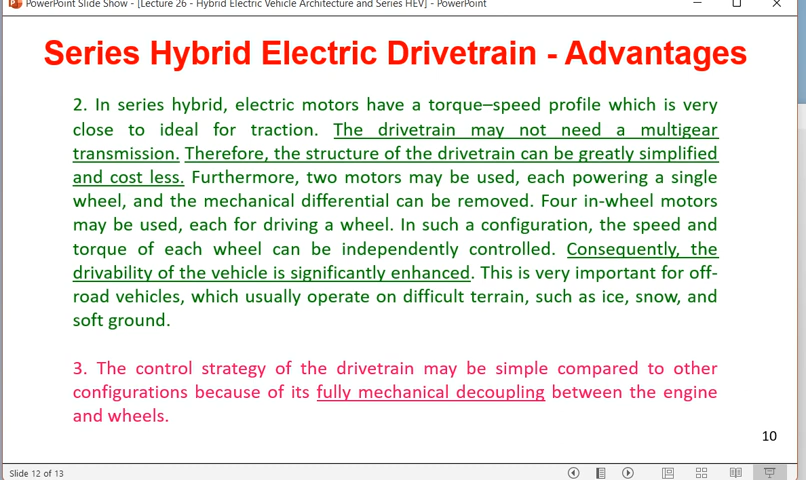 PowerPoint Slide Show - [Lecture 26 - Hybrid Electric Vehicle Architecture and Series HEV] - PowerPoint
Series Hybrid Electric Drivetrain - Advantages
2. In series hybrid, electric motors have a torque–speed profile which is very
close to ideal for traction. The drivetrain may not need a multigear
transmission. Therefore, the structure of the drivetrain can be greatly simplified
and cost less. Furthermore, two motors may be used, each powering a single
wheel, and the mechanical differential can be removed. Four in-wheel motors
may be used, each for driving a wheel. In such a configuration, the speed and
torque of each wheel can be independently controlled. Consequently, the
drivability of the vehicle is significantly enhanced. This is very important for off-
road vehicles, which usually operate on difficult terrain, such as ice, snow, and
soft ground.
3. The control strategy of the drivetrain may be simple compared to other
configurations because of its fully mechanical decoupling between the engine
and wheels.
10
Slide 12 of 13